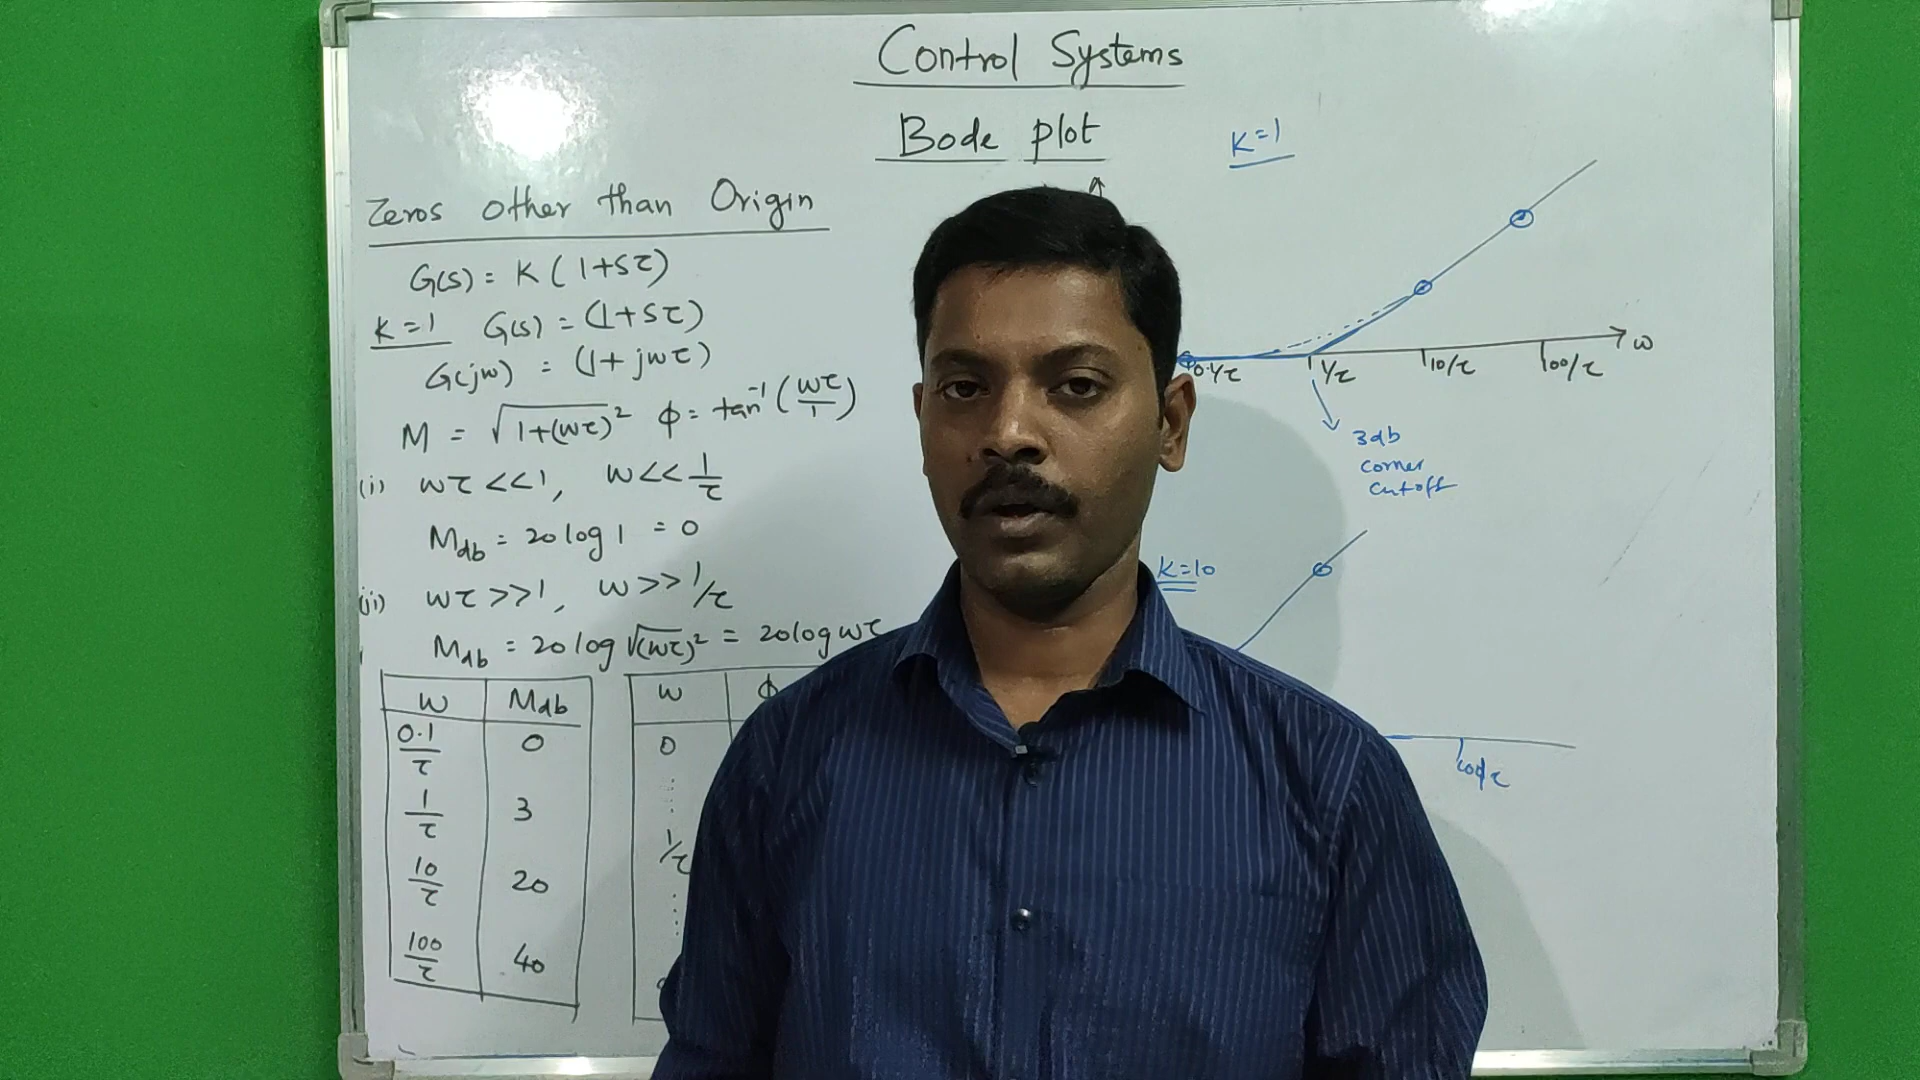 Control Systems
Bode plot
Zeros other than Origin
G(s) = K (1+sτ)
K=1 G(s) = (1+sτ)
G(jω) = (1+jωτ)
M = √1+(ωτ)² φ = tan⁻¹(ωτ/1)
(i) ωτ <<1, ω<< 1/τ
Mdb = 20 log 1 = 0
(ii) ωτ >>1, ω>> 1/τ
Mdb = 20 log √(ωτ)² = 20 log ωτ
ω Mdb
0.1/τ 0
1/τ 3
10/τ 20
100/τ 40
ω φ
0
1/τ
K=1
0.1/τ 1/τ 10/τ 100/τ ω
3db
corner
cutoff
K=10
100/τ